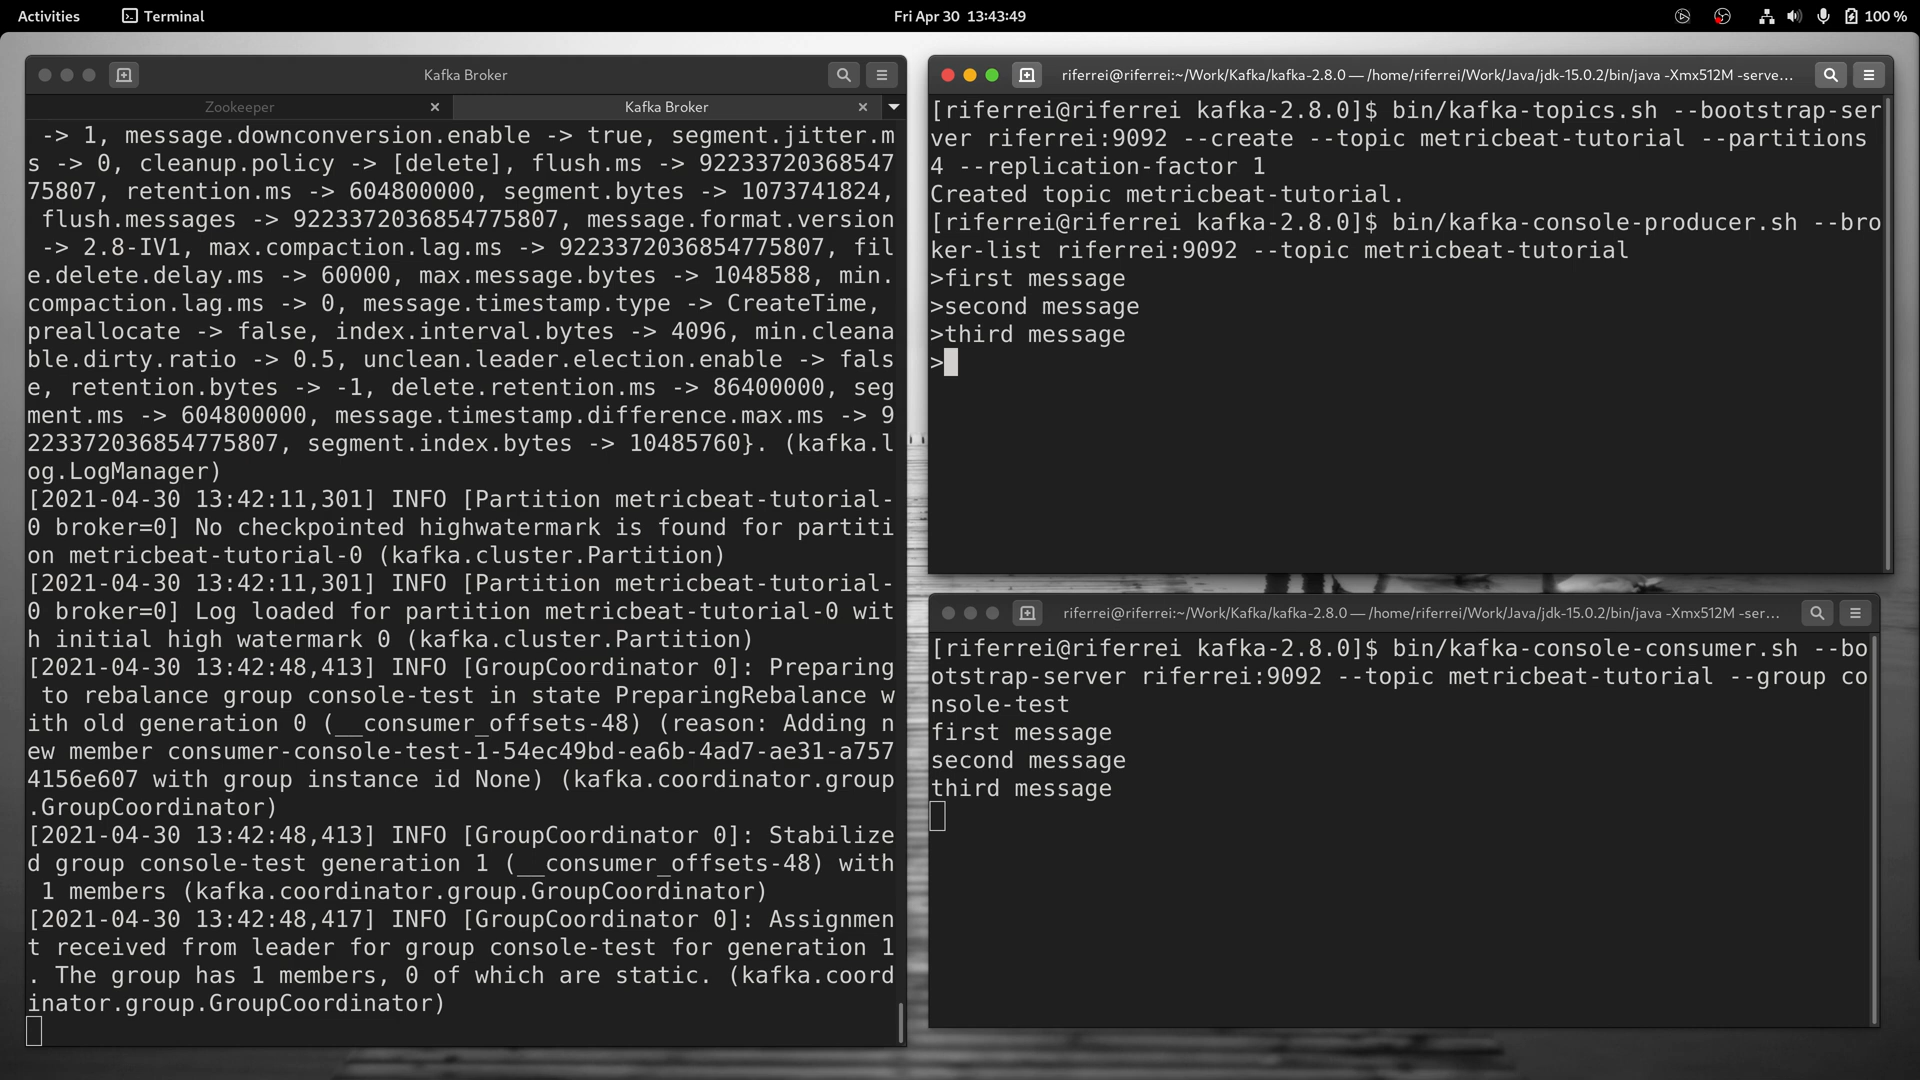 Activities
Terminal
Fri Apr 30 13:43:49
100 %
Kafka Broker
Zookeeper
Kafka Broker
-> 1, message.downconversion.enable -> true, segment.jitter.m
s -> 0, cleanup.policy -> [delete], flush.ms -> 92233720368547
75807, retention.ms -> 604800000, segment.bytes -> 1073741824,
flush.messages -> 9223372036854775807, message.format.version
-> 2.8-IV1, max.compaction.lag.ms -> 9223372036854775807, fil
e.delete.delay.ms -> 60000, max.message.bytes -> 1048588, min.
compaction.lag.ms -> 0, message.timestamp.type -> CreateTime,
preallocate -> false, index.interval.bytes -> 4096, min.cleana
ble.dirty.ratio -> 0.5, unclean.leader.election.enable -> fals
e, retention.bytes -> -1, delete.retention.ms -> 86400000, seg
ment.ms -> 604800000, message.timestamp.difference.max.ms -> 9
223372036854775807, segment.index.bytes -> 10485760}. (kafka.l
og.LogManager)
[2021-04-30 13:42:11,301] INFO [Partition metricbeat-tutorial-
0 broker=0] No checkpointed highwatermark is found for partiti
on metricbeat-tutorial-0 (kafka.cluster.Partition)
[2021-04-30 13:42:11,301] INFO [Partition metricbeat-tutorial-
0 broker=0] Log loaded for partition metricbeat-tutorial-0 wit
h initial high watermark 0 (kafka.cluster.Partition)
[2021-04-30 13:42:48,413] INFO [GroupCoordinator 0]: Preparing
to rebalance group console-test in state PreparingRebalance w
ith old generation 0 (__consumer_offsets-48) (reason: Adding n
ew member consumer-console-test-1-54ec49bd-ea6b-4ad7-ae31-a757
4156e607 with group instance id None) (kafka.coordinator.group
.GroupCoordinator)
[2021-04-30 13:42:48,413] INFO [GroupCoordinator 0]: Stabilize
d group console-test generation 1 (__consumer_offsets-48) with
1 members (kafka.coordinator.group.GroupCoordinator)
[2021-04-30 13:42:48,417] INFO [GroupCoordinator 0]: Assignmen
t received from leader for group console-test for generation 1
. The group has 1 members, 0 of which are static. (kafka.coord
inator.group.GroupCoordinator)
riferrei@riferrei:~/Work/Kafka/kafka-2.8.0 — /home/riferrei/Work/Java/jdk-15.0.2/bin/java -Xmx512M -serve…
[riferrei@riferrei kafka-2.8.0]$ bin/kafka-topics.sh --bootstrap-ser
ver riferrei:9092 --create --topic metricbeat-tutorial --partitions
4 --replication-factor 1
Created topic metricbeat-tutorial.
[riferrei@riferrei kafka-2.8.0]$ bin/kafka-console-producer.sh --bro
ker-list riferrei:9092 --topic metricbeat-tutorial
>first message
>second message
>third message
>
riferrei@riferrei:~/Work/Kafka/kafka-2.8.0 — /home/riferrei/Work/Java/jdk-15.0.2/bin/java -Xmx512M -ser…
[riferrei@riferrei kafka-2.8.0]$ bin/kafka-console-consumer.sh --bo
otstrap-server riferrei:9092 --topic metricbeat-tutorial --group co
nsole-test
first message
second message
third message